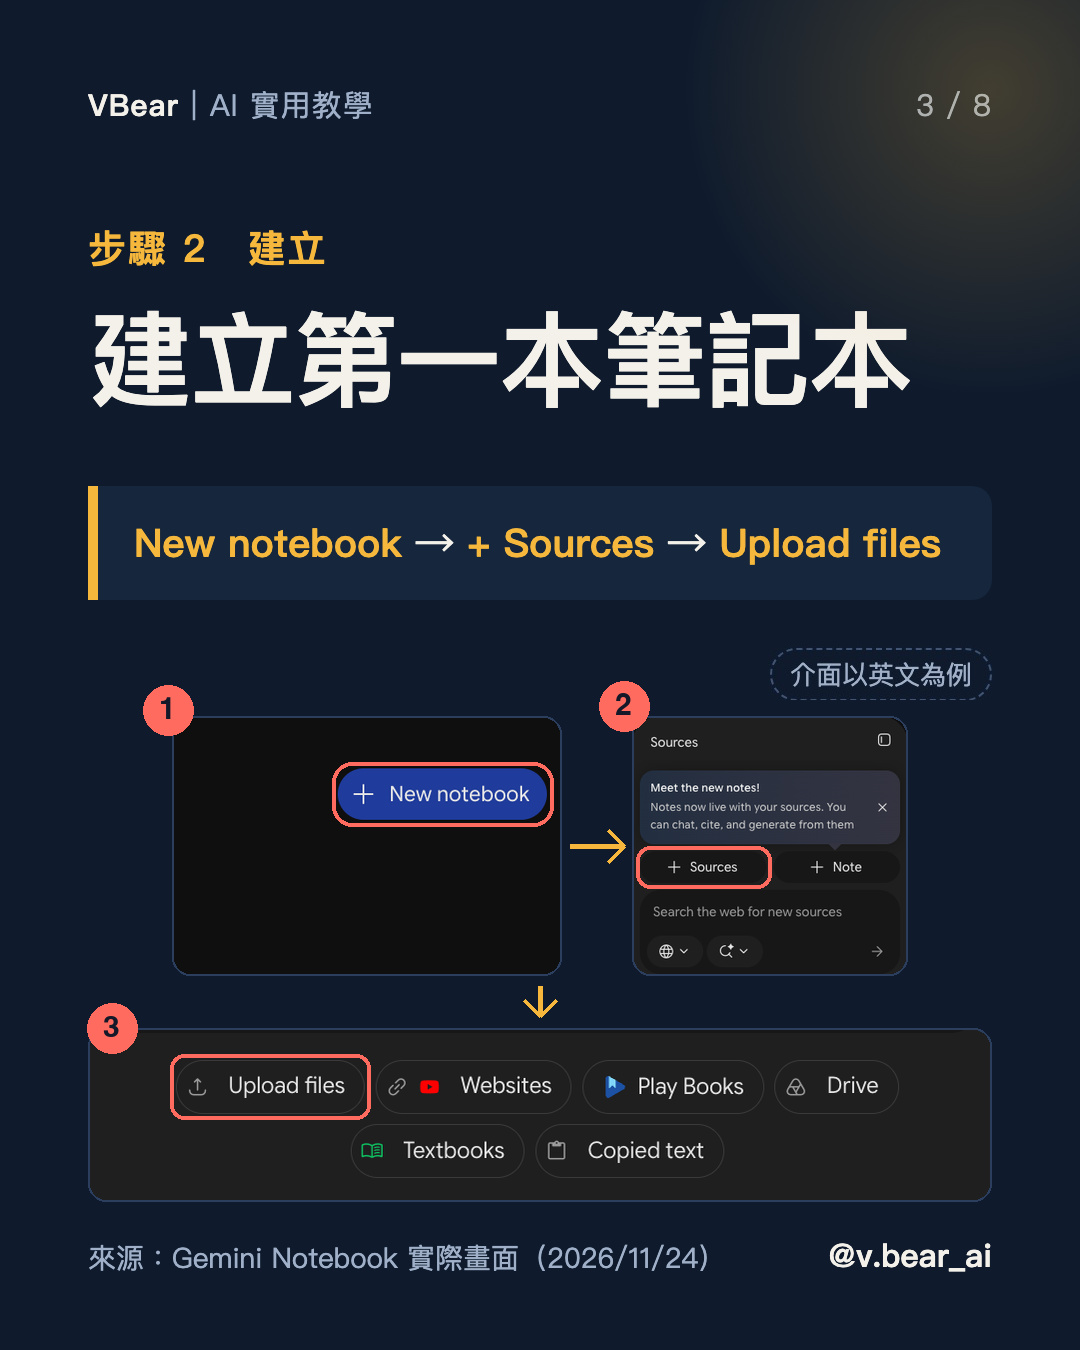 VBear | AI 實用教學
3 / 8
步驟 2 建立
建立第一本筆記本
New notebook → + Sources → Upload files
介面以英文為例
1
+ New notebook
2
Sources
Meet the new notes!
Notes now live with your sources. You
can chat, cite, and generate from them
+ Sources
+ Note
Search the web for new sources
3
Upload files
Websites
Play Books
Drive
Textbooks
Copied text
來源：Gemini Notebook 實際畫面（2026/11/24）
@v.bear_ai